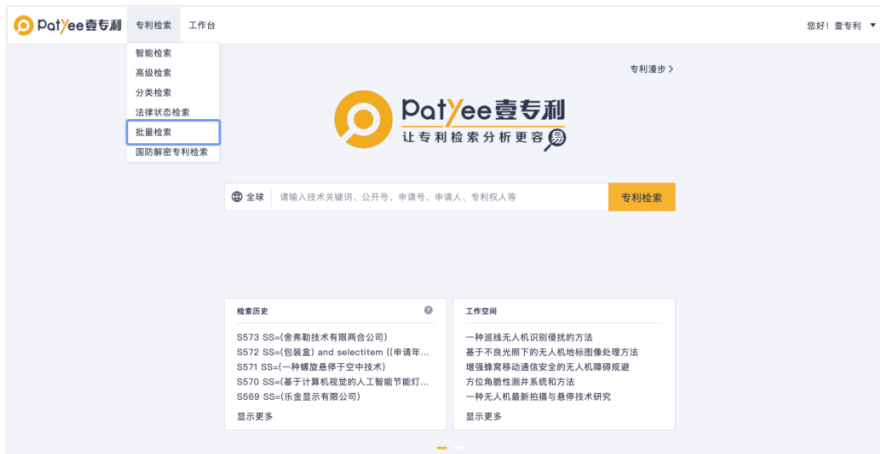 Patyee壹专利 专利检索 工作台 您好！壹专利
智能检索
高级检索
分类检索
法律状态检索
批量检索
国防解密专利检索
专利漫步
Patyee壹专利
让专利检索分析更容易
全球 请输入技术关键词、公开号、申请号、申请人、专利权人等 专利检索
检索历史
S573 SS=(舍弗勒技术有限两合公司)
S572 SS=(包装盒) and selectitem ((申请年...
S571 SS=(一种螺旋悬停于空中技术)
S570 SS=(基于计算机视觉的人工智能节能灯...
S569 SS=(乐金显示有限公司)
显示更多
工作空间
一种巡线无人机识别侵扰的方法
基于不良光照下的无人机地标图像处理方法
增强蜂窝移动通信安全的无人机障碍规避
方位角脆性测井系统和方法
一种无人机最新拍摄与悬停技术研究
显示更多